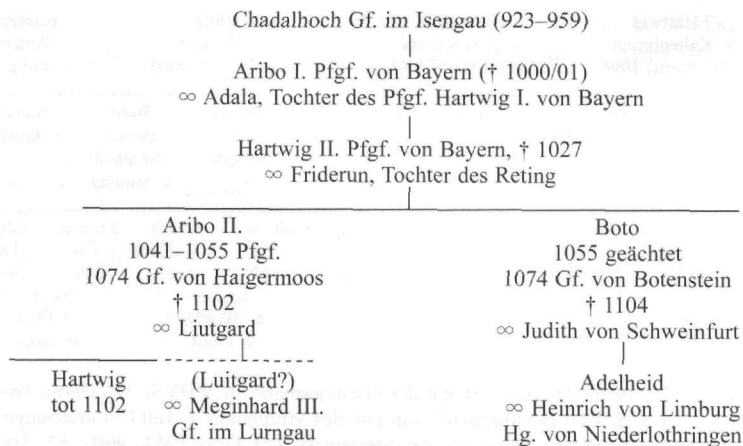 Chadalhoch Gf. im Isengau (923–959)
Aribo I. Pfgf. von Bayern († 1000/01)
∞ Adala, Tochter des Pfgf. Hartwig I. von Bayern
Hartwig II. Pfgf. von Bayern, † 1027
∞ Friderun, Tochter des Reting
Aribo II.
1041–1055 Pfgf.
1074 Gf. von Haigermoos
† 1102
∞ Liutgard
Boto
1055 geächtet
1074 Gf. von Botenstein
† 1104
∞ Judith von Schweinfurt
Hartwig
tot 1102
(Luitgard?)
∞ Meginhard III.
Gf. im Lurngau
Adelheid
∞ Heinrich von Limburg
Hg. von Niederlothringen